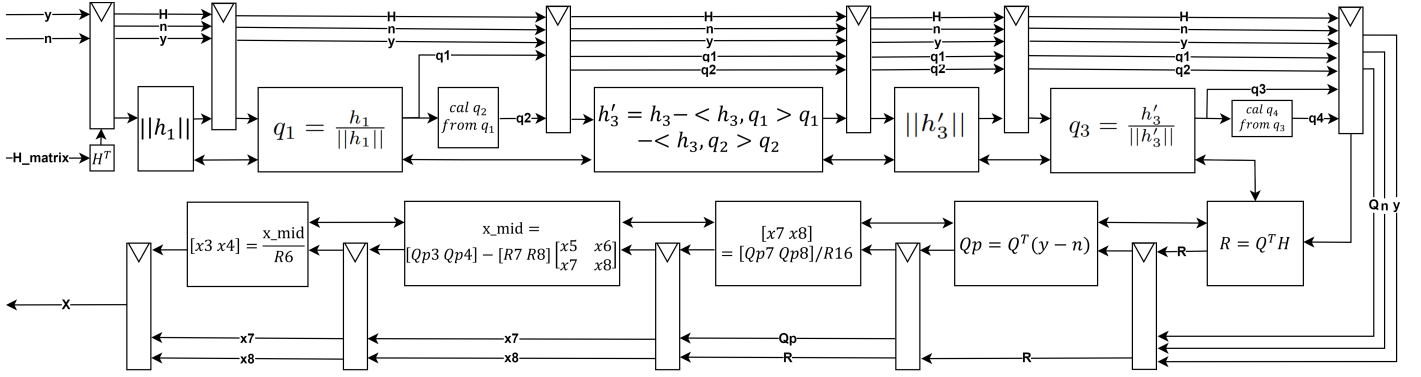 y
n
H_matrix
H^T
H
n
y
||h_1||
H
n
y
q_1 = h_1 / ||h_1||
q1
cal q_2
from q_1
q2
H
n
y
q1
q2
h'_3 = h_3 − < h_3, q_1 > q_1
− < h_3, q_2 > q_2
H
n
y
q1
q2
||h'_3||
H
n
y
q1
q2
q_3 = h'_3 / ||h'_3||
q3
cal q_4
from q_3
q4
Q n y
R = Q^T H
R
Qp = Q^T (y − n)
R
[x7 x8]
= [Qp7 Qp8]/R16
Qp
R
x_mid =
[Qp3 Qp4] − [R7 R8] [x5 x6
x7 x8]
x7
x8
[x3 x4] = x_mid / R6
x7
x8
X